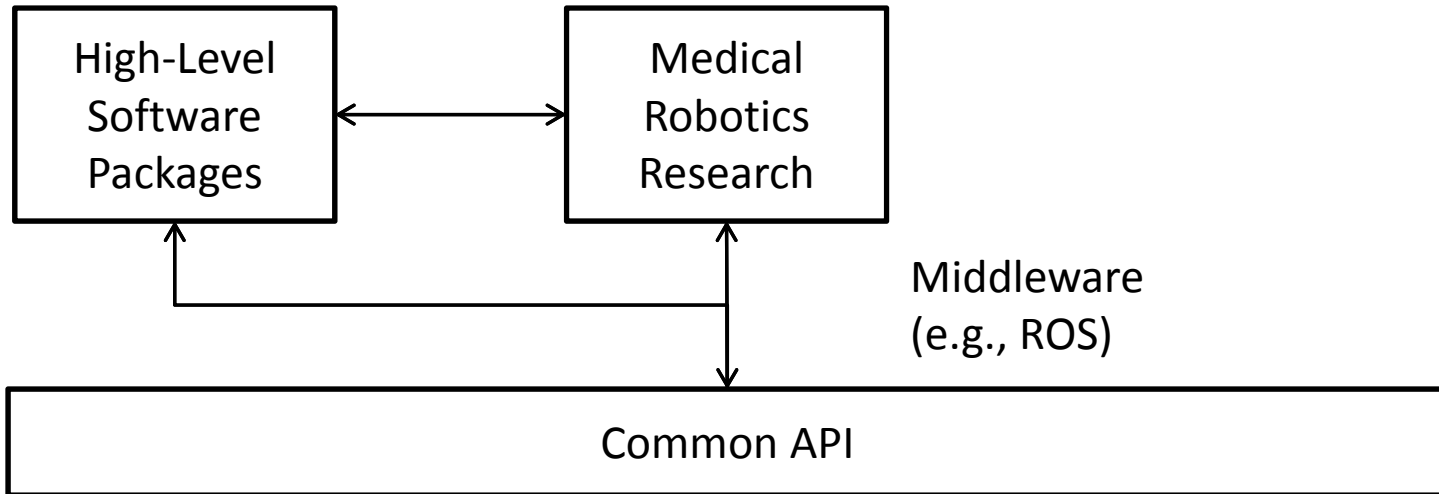 High-Level
Software
Packages
Medical
Robotics
Research
Middleware
(e.g., ROS)
Common API